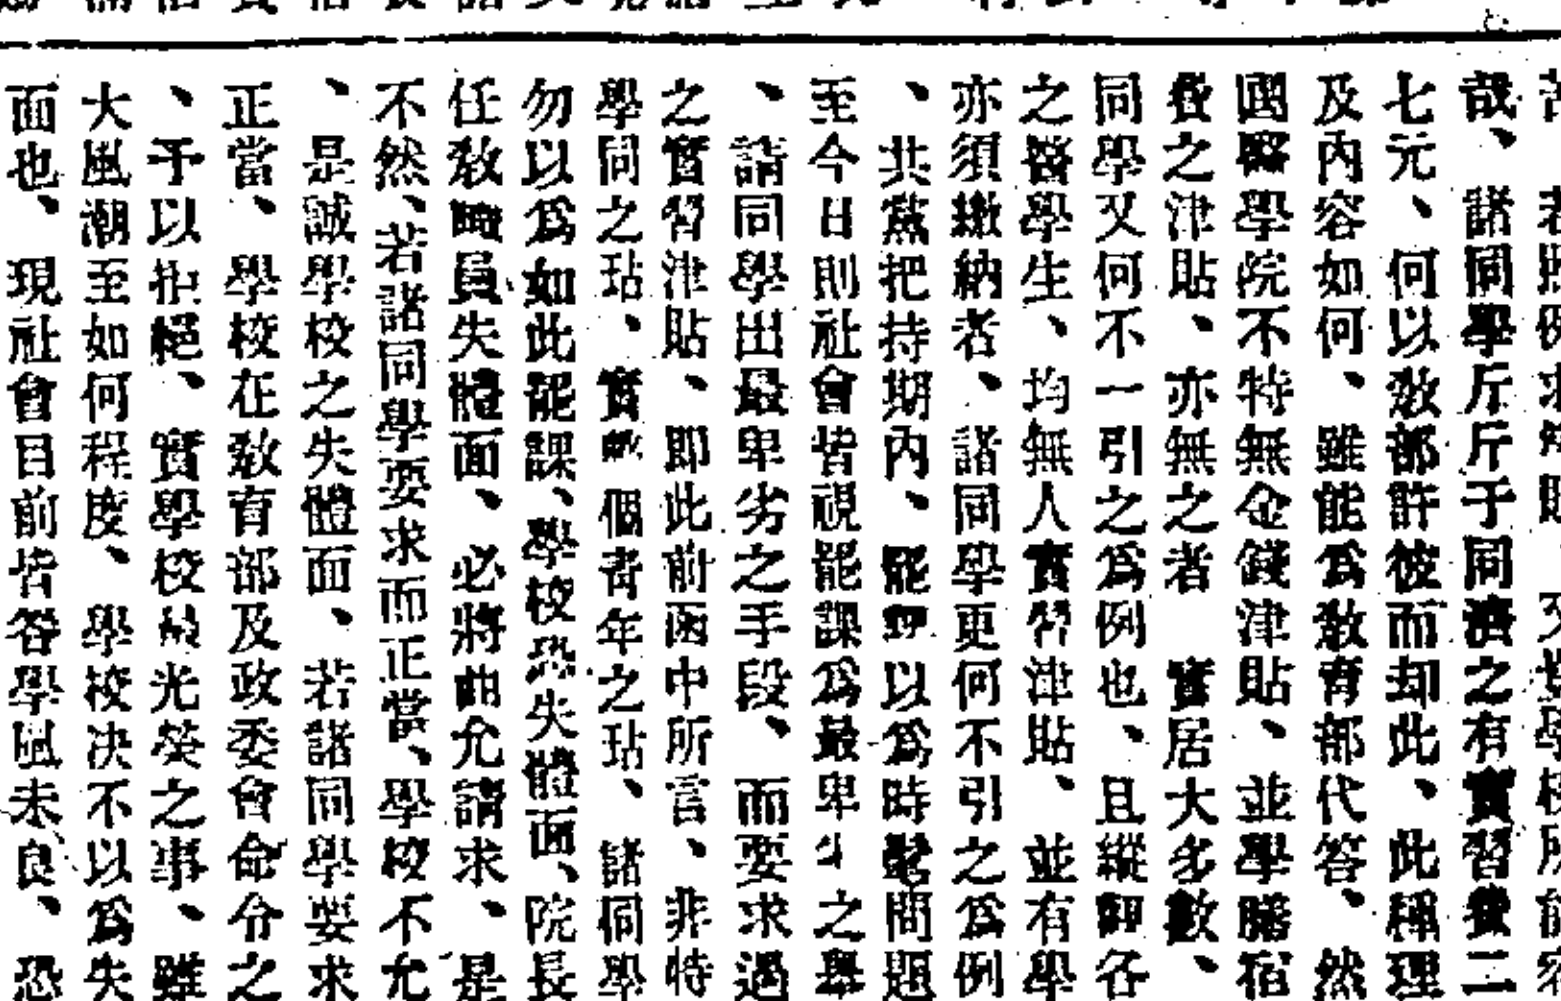 哉、諸同學斤斤于同濟之有實習費二
七元、何以敎部許彼而却此、此種理
及內容如何、雖能爲敎育部代答、然
國醫學院不特無金錢津貼、並學膳宿
費之津貼、亦無之者 實居大多數、
同學又何不一引之爲例也、且縱觀各
之醫學生、均無人實習津貼、並有學
亦須繳納者、諸同學更何不引之爲例
、共黨把持期內、罷課以爲時髦問題
至今日則社會皆視罷課爲最卑劣之舉
、請同學出最卑劣之手段、而要求過
之實習津貼、即此前函中所言、非特
學同之玷、實數個靑年之玷、諸同學
勿以爲如此罷課、學校恐失體面、院長
任敎職員失體面、必將曲允請求、是
不然、若諸同學要求而正當、學校不允
、是誠學校之失體面、若諸同學要求
正當、學校在敎育部及政委會命令之
、予以拒絕、實學校最光榮之事、雖
大風潮至如何程度、學校决不以爲失
面也、現社會目前皆咎學風未良、恐